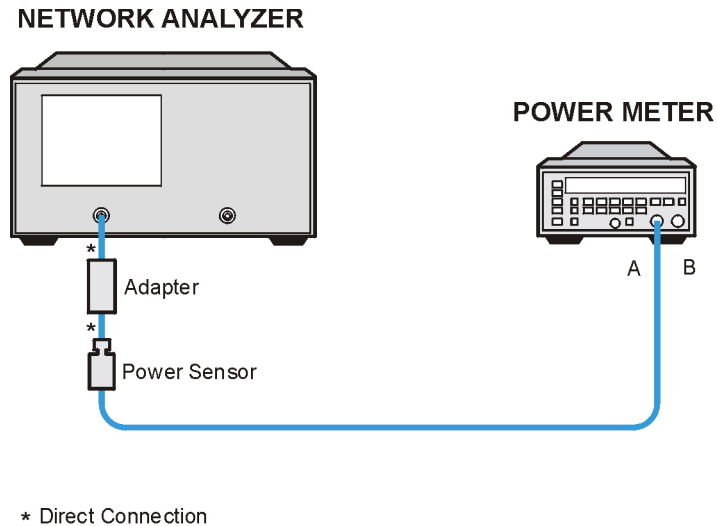 NETWORK ANALYZER
POWER METER
A
B
*
Adapter
*
Power Sensor
* Direct Connection